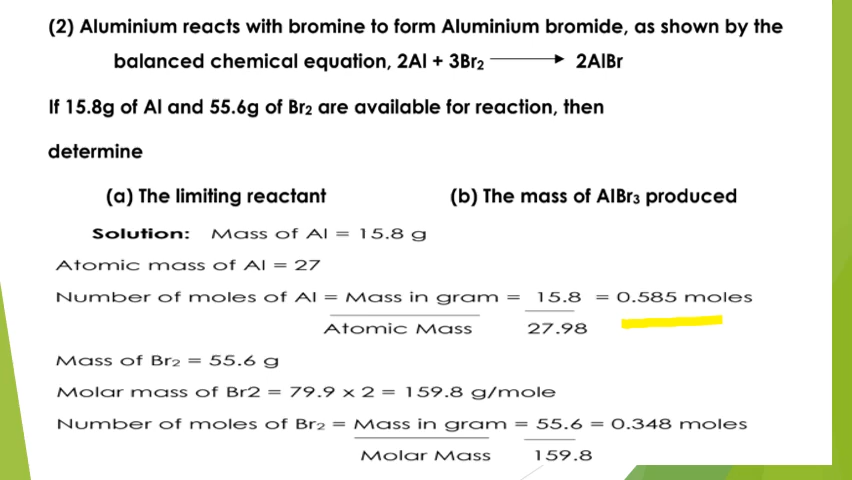 (2) Aluminium reacts with bromine to form Aluminium bromide, as shown by the
balanced chemical equation, 2Al + 3Br₂ ⟶ 2AlBr
If 15.8g of Al and 55.6g of Br₂ are available for reaction, then
determine
(a) The limiting reactant (b) The mass of AlBr₃ produced
Solution: Mass of Al = 15.8 g
Atomic mass of Al = 27
Number of moles of Al = Mass in gram = 15.8 = 0.585 moles
Atomic Mass 27.98
Mass of Br₂ = 55.6 g
Molar mass of Br2 = 79.9 x 2 = 159.8 g/mole
Number of moles of Br₂ = Mass in gram = 55.6 = 0.348 moles
Molar Mass 159.8